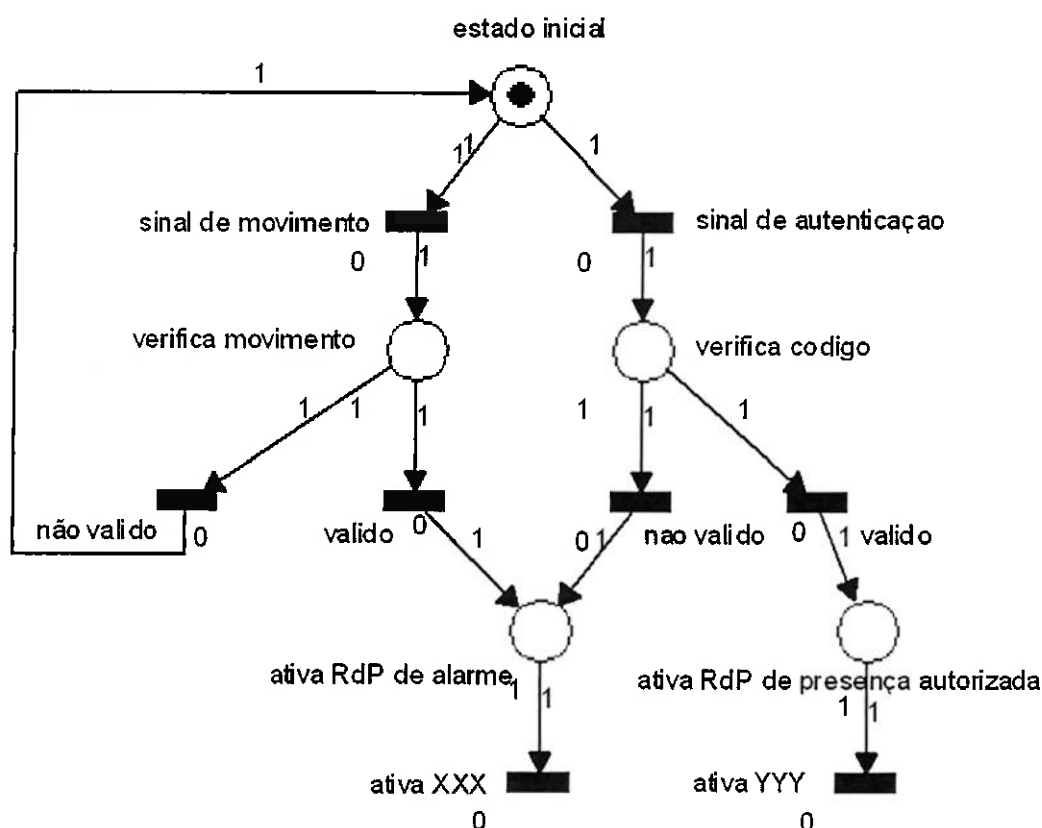 estado inicial
1
1 1
1
sinal de movimento
sinal de autenticaçao
0
1
0
1
verifica movimento
verifica codigo
1
1
1
1
1
1
não valido
0
valido
0
1
0 1
nao valido
0
1
valido
ativa RdP de alarme
1
1
ativa RdP de presença autorizada
1
1
ativa XXX
ativa YYY
0
0